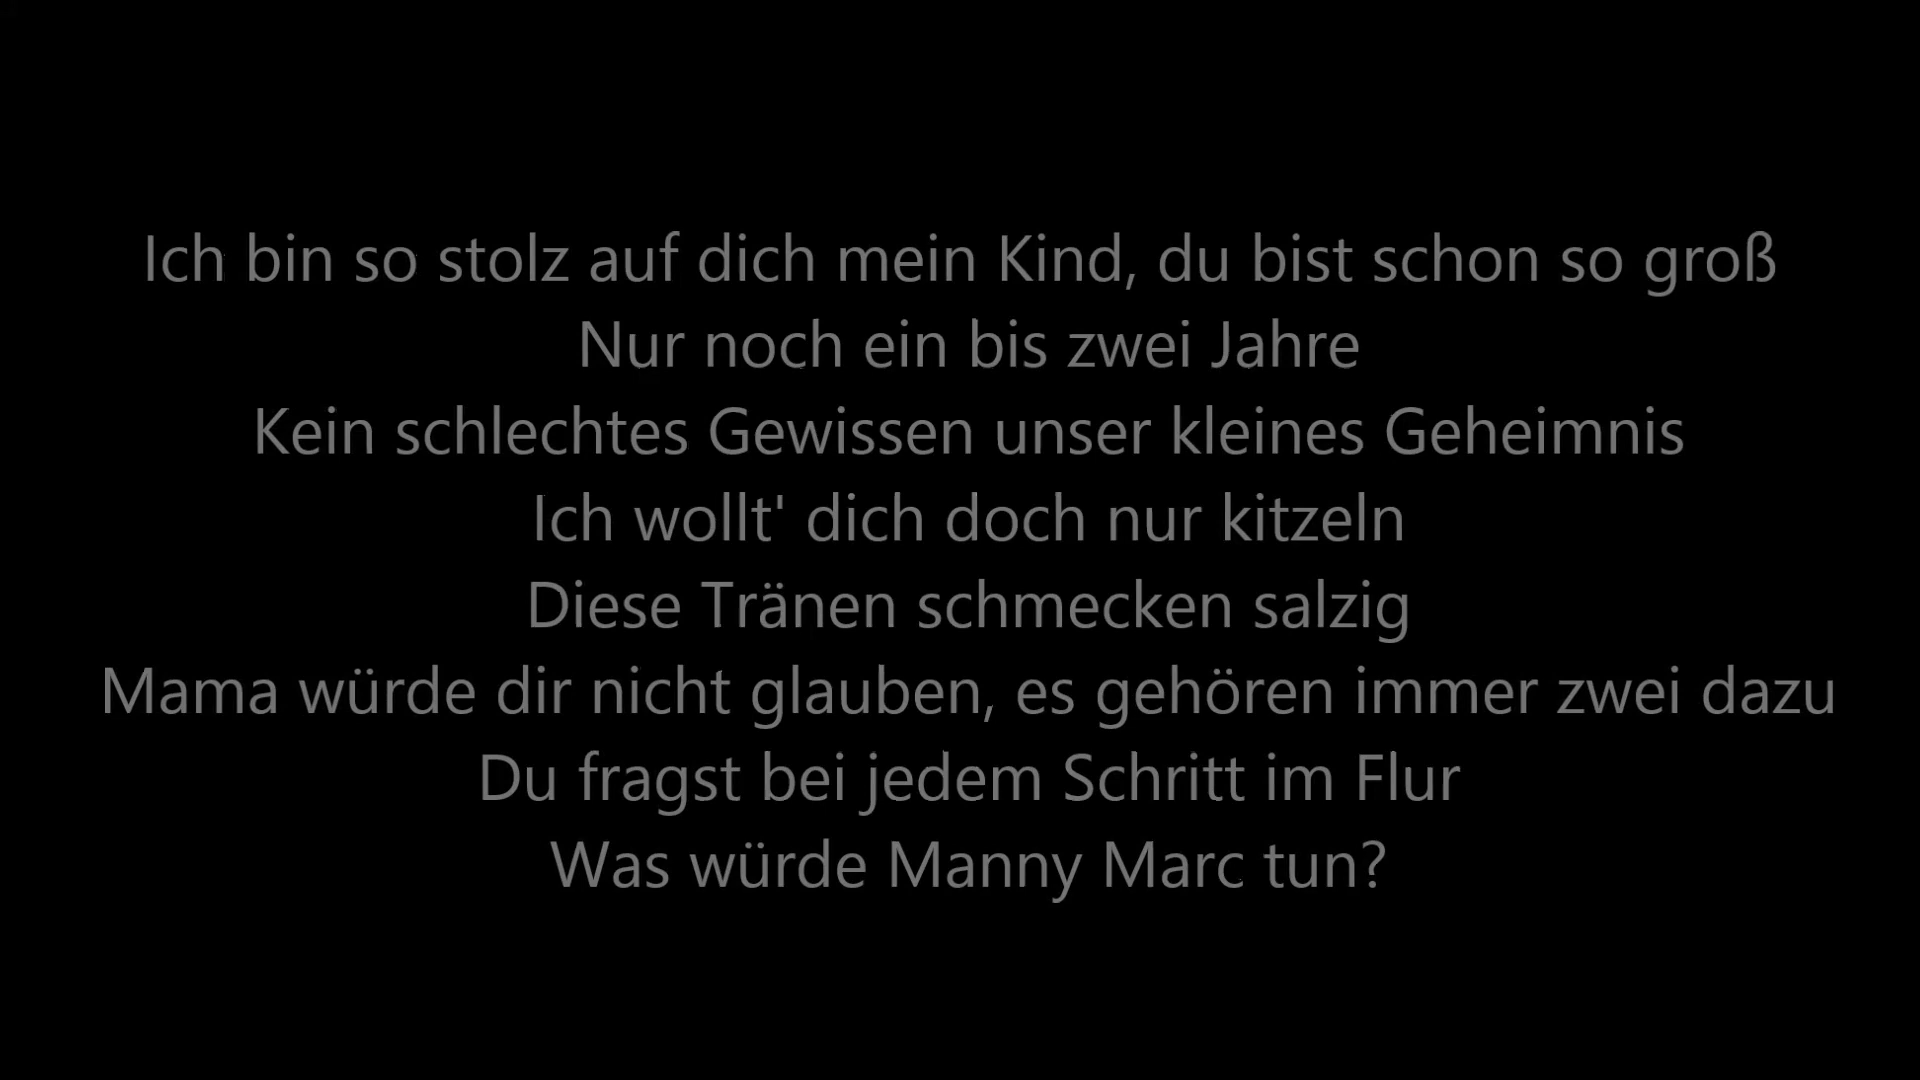 Ich bin so stolz auf dich mein Kind, du bist schon so groß
Nur noch ein bis zwei Jahre
Kein schlechtes Gewissen unser kleines Geheimnis
Ich wollt' dich doch nur kitzeln
Diese Tränen schmecken salzig
Mama würde dir nicht glauben, es gehören immer zwei dazu
Du fragst bei jedem Schritt im Flur
Was würde Manny Marc tun?